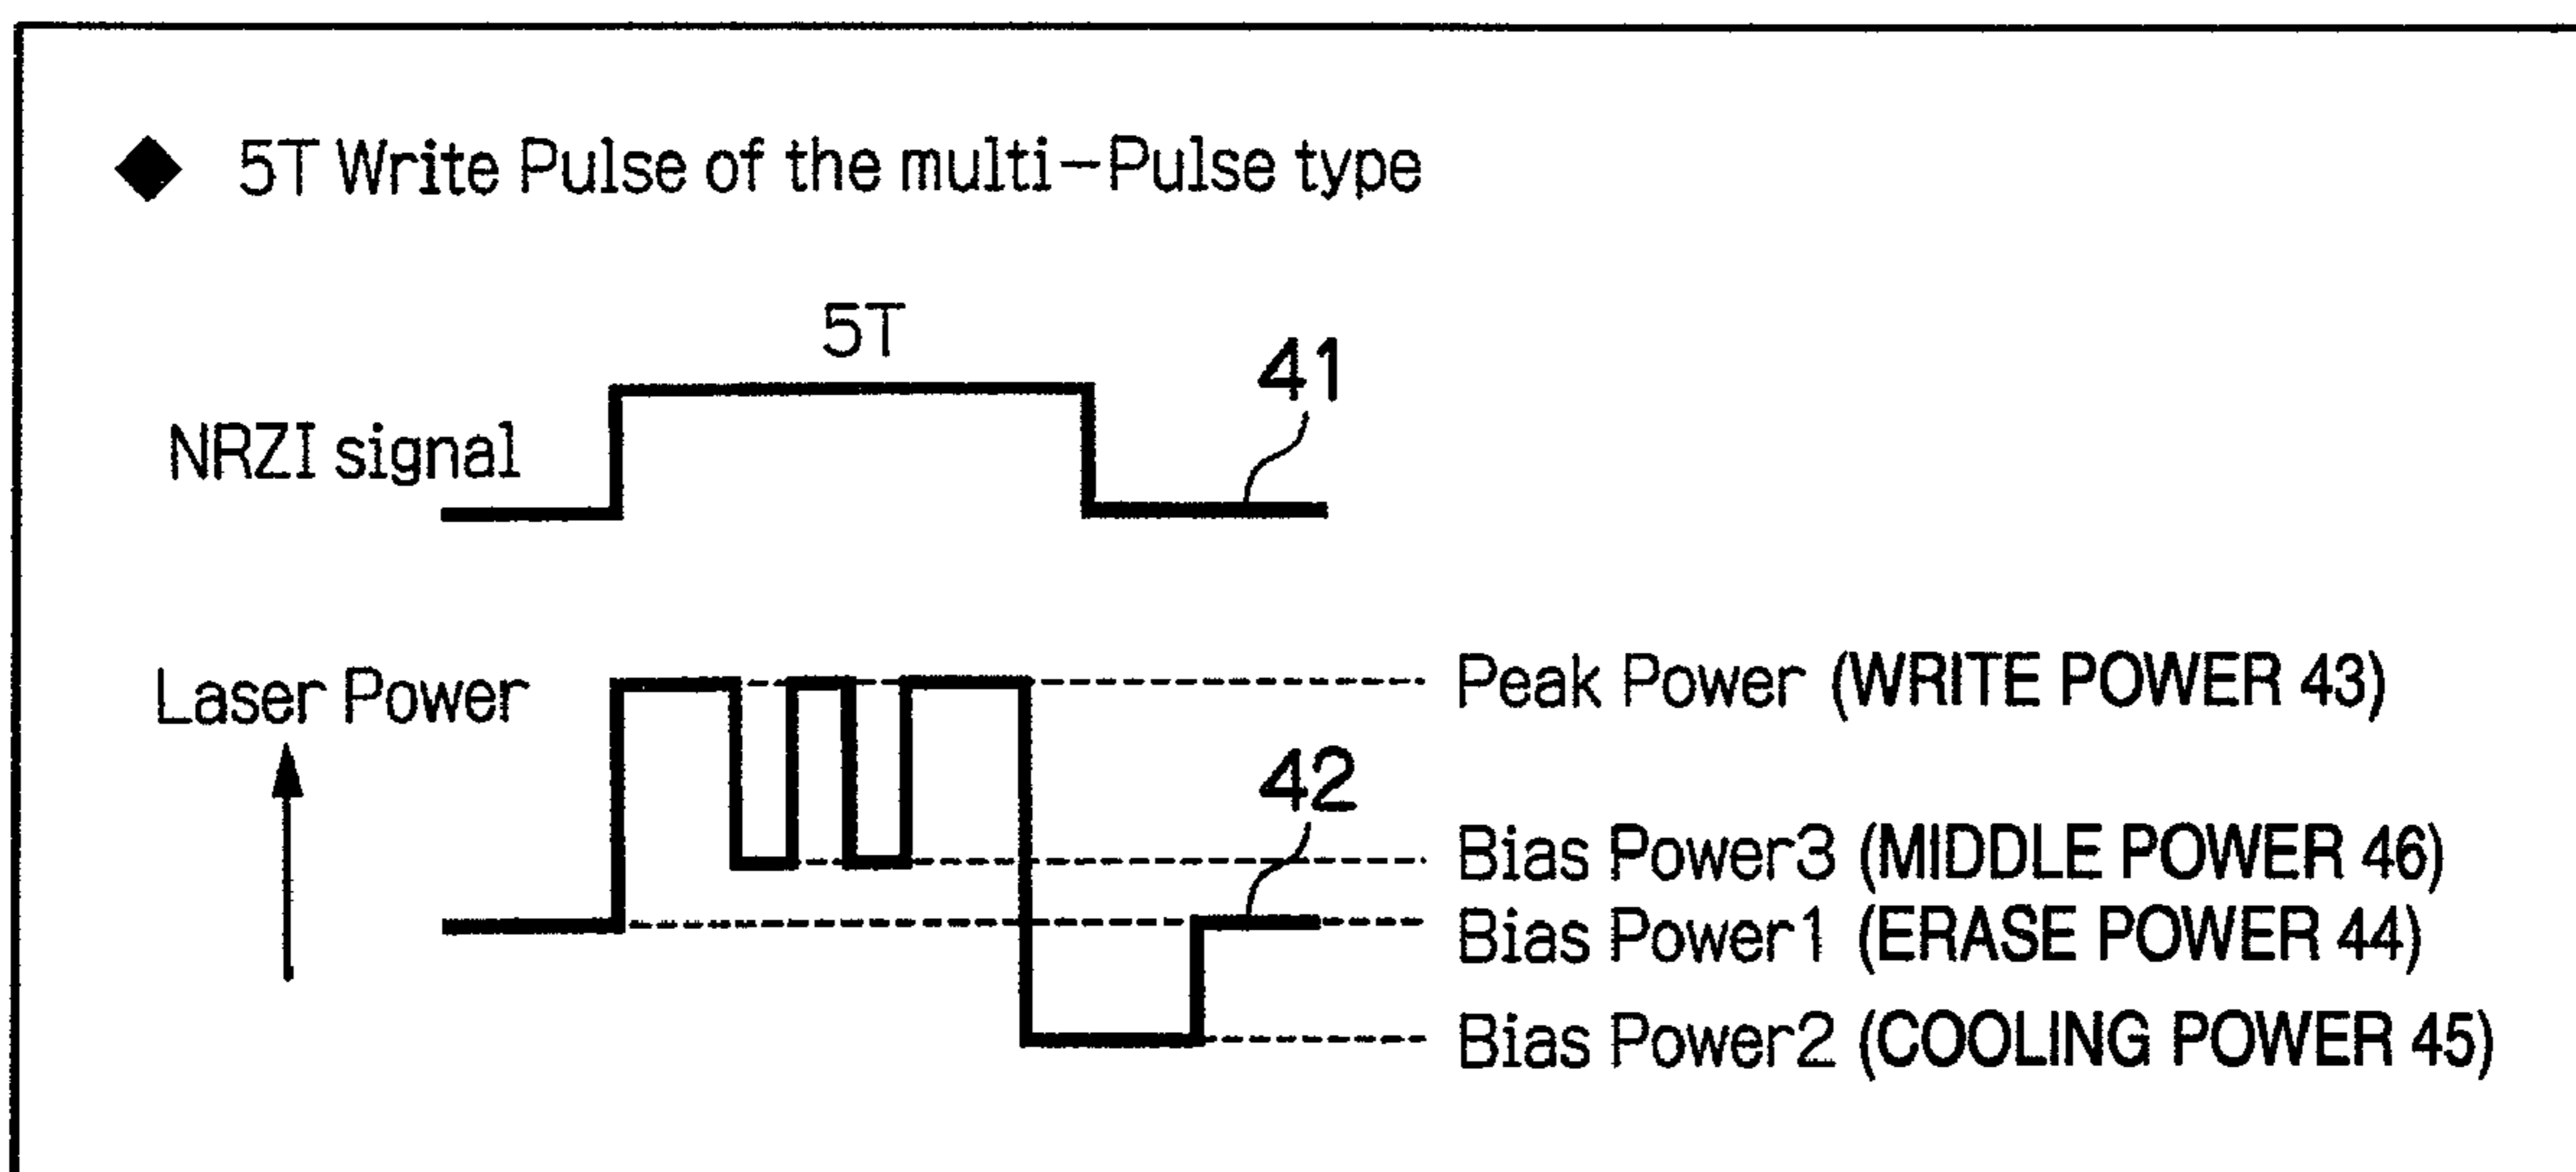 ◆ 5T Write Pulse of the multi-Pulse type
5T
41
NRZI signal
Laser Power
Peak Power (WRITE POWER 43)
42
Bias Power3 (MIDDLE POWER 46)
Bias Power1 (ERASE POWER 44)
Bias Power2 (COOLING POWER 45)